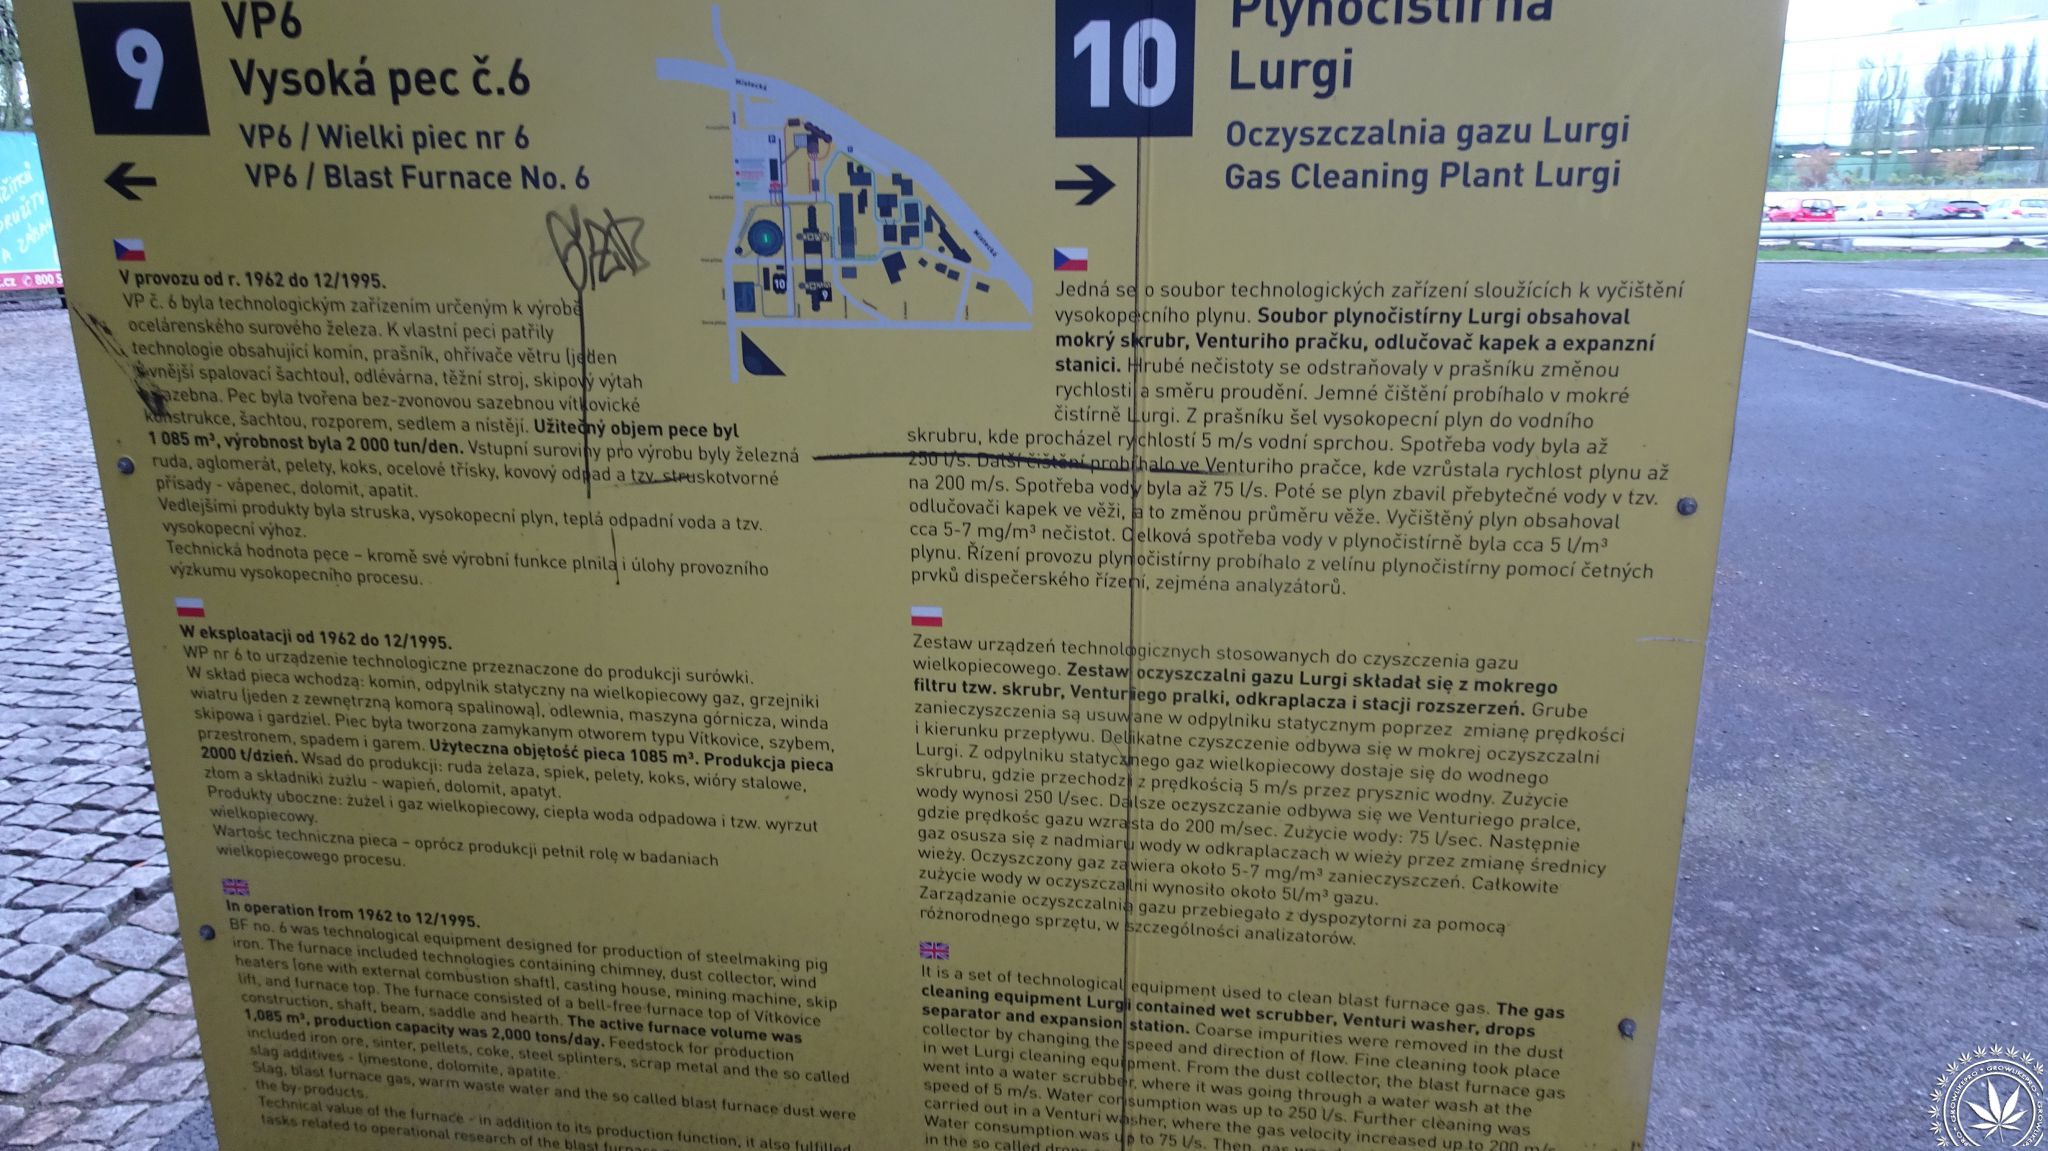 9
VP6
Vysoká pec č.6
VP6 / Wielki piec nr 6
VP6 / Blast Furnace No. 6
V provozu od r. 1962 do 12/1995.
VP č. 6 byla technologickým zařízením určeným k výrobě
ocelárenského surového železa. K vlastní peci patřily
technologie obsahující komín, prašník, ohřívače větru (jeden
s vnější spalovací šachtou), odlévárna, těžní stroj, skipový výtah
sazebna. Pec byla tvořena bez-zvonovou sazebnou vítkovické
konstrukce, šachtou, rozporem, sedlem a nístějí. Užitečný objem pece byl
1 085 m³, výrobnost byla 2 000 tun/den. Vstupní suroviny pro výrobu byly železná
ruda, aglomerát, pelety, koks, ocelové třísky, kovový odpad a tzv. struskotvorné
přísady - vápenec, dolomit, apatit.
Vedlejšími produkty byla struska, vysokopecní plyn, teplá odpadní voda a tzv.
vysokopecní výhoz.
Technická hodnota pece – kromě své výrobní funkce plnila i úlohy provozního
výzkumu vysokopecního procesu.
W eksploatacji od 1962 do 12/1995.
WP nr 6 to urządzenie technologiczne przeznaczone do produkcji surówki.
W skład pieca wchodzą: komin, odpylnik statyczny na wielkopiecowy gaz, grzejniki
wiatru (jeden z zewnętrzną komorą spalinową), odlewnia, maszyna górnicza, winda
skipowa i gardziel. Piec była tworzona zamykanym otworem typu Vítkovice, szybem,
przestronem, spadem i garem. Użyteczna objętość pieca 1085 m³. Produkcja pieca
2000 t/dzień. Wsad do produkcji: ruda żelaza, spiek, pelety, koks, wióry stalowe,
złom a składniki żużlu - wapień, dolomit, apatyt.
Produkty uboczne: żużel i gaz wielkopiecowy, ciepła woda odpadowa i tzw. wyrzut
wielkopiecowy.
Wartośc techniczna pieca – oprócz produkcji pełnił rolę w badaniach
wielkopiecowego procesu.
In operation from 1962 to 12/1995.
BF no. 6 was technological equipment designed for production of steelmaking pig
iron. The furnace included technologies containing chimney, dust collector, wind
heaters (one with external combustion shaft), casting house, mining machine, skip
lift, and furnace top. The furnace consisted of a bell-free furnace top of Vítkovice
construction, shaft, beam, saddle and hearth. The active furnace volume was
1,085 m³, production capacity was 2,000 tons/day. Feedstock for production
included iron ore, sinter, pellets, coke, steel splinters, scrap metal and the so called
slag additives - limestone, dolomite, apatite.
Slag, blast furnace gas, warm waste water and the so called blast furnace dust were
the by-products.
Technical value of the furnace - in addition to its production function, it also fulfilled
tasks related to operational research of the blast
Místecká
Místecká
10
9
10
Plynočistírna
Lurgi
Oczyszczalnia gazu Lurgi
Gas Cleaning Plant Lurgi
Jedná se o soubor technologických zařízení sloužících k vyčištění
vysokopecního plynu. Soubor plynočistírny Lurgi obsahoval
mokrý skrubr, Venturiho pračku, odlučovač kapek a expanzní
stanici. Hrubé nečistoty se odstraňovaly v prašníku změnou
rychlosti a směru proudění. Jemné čištění probíhalo v mokré
čistírně Lurgi. Z prašníku šel vysokopecní plyn do vodního
skrubru, kde procházel rychlostí 5 m/s vodní sprchou. Spotřeba vody byla až
250 l/s. Další čištění probíhalo ve Venturiho pračce, kde vzrůstala rychlost plynu až
na 200 m/s. Spotřeba vody byla až 75 l/s. Poté se plyn zbavil přebytečné vody v tzv.
odlučovači kapek ve věži, a to změnou průměru věže. Vyčištěný plyn obsahoval
cca 5-7 mg/m³ nečistot. Celková spotřeba vody v plynočistírně byla cca 5 l/m³
plynu. Řízení provozu plynočistírny probíhalo z velínu plynočistírny pomocí četných
prvků dispečerského řízení, zejména analyzátorů.
Zestaw urządzeń technologicznych stosowanych do czyszczenia gazu
wielkopiecowego. Zestaw oczyszczalni gazu Lurgi składał się z mokrego
filtru tzw. skrubr, Venturiego pralki, odkraplacza i stacji rozszerzeń. Grube
zanieczyszczenia są usuwane w odpylniku statycznym poprzez zmianę prędkości
i kierunku przepływu. Delikatne czyszczenie odbywa się w mokrej oczyszczalni
Lurgi. Z odpylniku statycznego gaz wielkopiecowy dostaje się do wodnego
skrubru, gdzie przechodzi z prędkością 5 m/s przez prysznic wodny. Zużycie
wody wynosi 250 l/sec. Dalsze oczyszczanie odbywa się we Venturiego pralce,
gdzie prędkośc gazu wzrasta do 200 m/sec. Zużycie wody: 75 l/sec. Następnie
gaz osusza się z nadmiaru wody w odkraplaczach w wieży przez zmianę średnicy
wieży. Oczyszczony gaz zawiera około 5-7 mg/m³ zanieczyszczeń. Całkowite
zużycie wody w oczyszczalni wynosiło około 5l/m³ gazu.
Zarządzanie oczyszczalnią gazu przebiegało z dyspozytorni za pomocą
różnorodnego sprzętu, w szczególności analizatorów.
It is a set of technological equipment used to clean blast furnace gas. The gas
cleaning equipment Lurgi contained wet scrubber, Venturi washer, drops
separator and expansion station. Coarse impurities were removed in the dust
collector by changing the speed and direction of flow. Fine cleaning took place
in wet Lurgi cleaning equipment. From the dust collector, the blast furnace gas
went into a water scrubber, where it was going through a water wash at the
speed of 5 m/s. Water consumption was up to 250 l/s. Further cleaning was
carried out in a Venturi washer, where the gas velocity increased up to 200 m/s.
Water consumption was up to 75 l/s. Then, gas was
in the so called drops
.cz 800 5
GROWUKEPRO